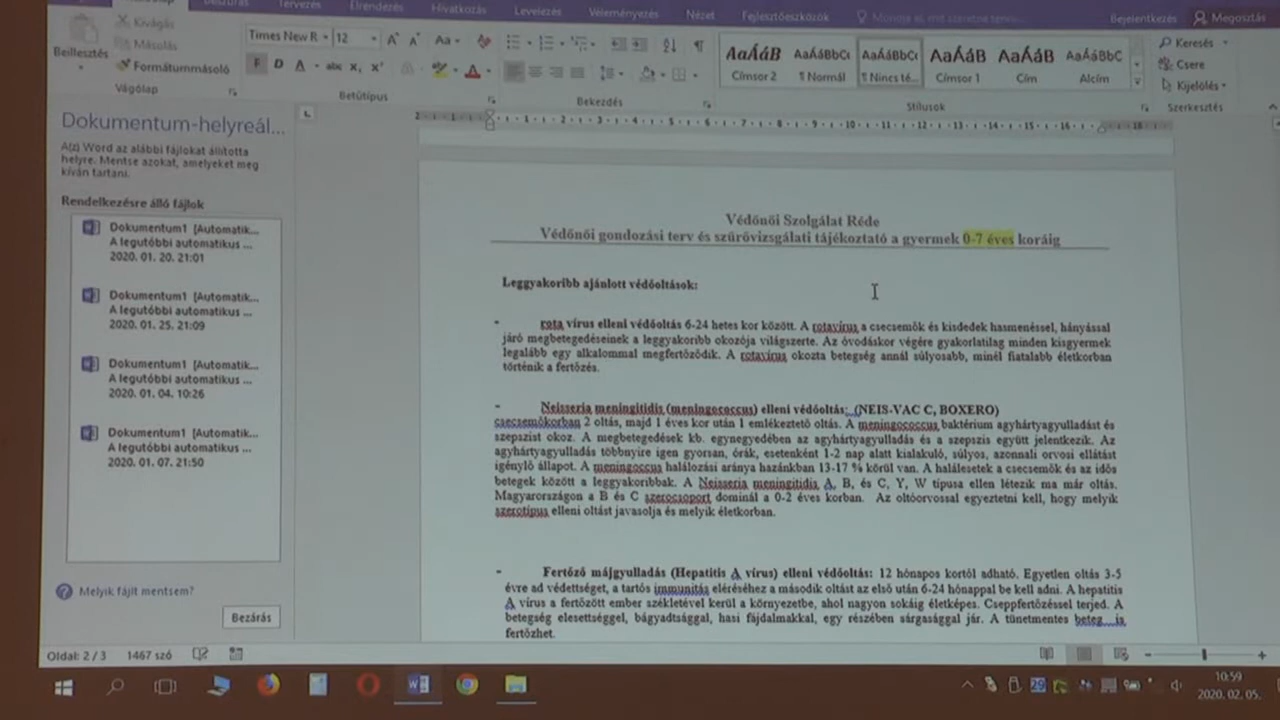 Beszúrás Tervezés Elrendezés Hivatkozás Levelezés Véleményezés Nézet Fejlesztőeszközök Bejelentkezés Megosztás
Beillesztés
Kivágás
Másolás
Formátummásoló
Vágólap
Times New R 12
Betűtípus
Bekezdés
AaÁáB AaÁáBbCc AaÁáBbCc AaÁáB AaÁáB AaÁáBbC
Címsor 2 ¶ Normál ¶ Nincs té... Címsor 1 Cím Alcím
Stílusok
Keresés
Csere
Kijelölés
Szerkesztés
Dokumentum-helyreál...
A(z) Word az alábbi fájlokat állította
helyre. Mentse azokat, amelyeket meg
kíván tartani.
Rendelkezésre álló fájlok
Dokumentum1 [Automatik...
A legutóbbi automatikus ...
2020. 01. 20. 21:01
Dokumentum1 [Automatik...
A legutóbbi automatikus ...
2020. 01. 25. 21:09
Dokumentum1 [Automatik...
A legutóbbi automatikus ...
2020. 01. 04. 10:26
Dokumentum1 [Automatik...
A legutóbbi automatikus ...
2020. 01. 07. 21:50
Melyik fájlt mentsem?
Bezárás
Védőnői Szolgálat Réde
Védőnői gondozási terv és szűrővizsgálati tájékoztató a gyermek 0-7 éves koráig
Leggyakoribb ajánlott védőoltások:
- rota vírus elleni védőoltás 6-24 hetes kor között. A rotavírus a csecsemők és kisdedek hasmenéssel, hányással
járó megbetegedéseinek a leggyakoribb okozója világszerte. Az óvodáskor végére gyakorlatilag minden kisgyermek
legalább egy alkalommal megfertőződik. A rotavírus okozta betegség annál súlyosabb, minél fiatalabb életkorban
történik a fertőzés.
- Neisseria meningitidis (meningococcus) elleni védőoltás: (NEIS-VAC C, BOXERO)
csecsemőkorban 2 oltás, majd 1 éves kor után 1 emlékeztető oltás. A meningococcus baktérium agyhártyagyulladást és
szepszist okoz. A megbetegedések kb. egynegyedében az agyhártyagyulladás és a szepszis együtt jelentkezik. Az
agyhártyagyulladás többnyire igen gyorsan, órák, esetenként 1-2 nap alatt kialakuló, súlyos, azonnali orvosi ellátást
igénylő állapot. A meningoccus halálozási aránya hazánkban 13-17 % körül van. A halálesetek a csecsemők és az idős
betegek között a leggyakoribbak. A Neisseria meningitidis A, B, és C, Y, W típusa ellen létezik ma már oltás.
Magyarországon a B és C szerocsoport dominál a 0-2 éves korban. Az oltóorvossal egyeztetni kell, hogy melyik
szerotípus elleni oltást javasolja és melyik életkorban.
- Fertőző májgyulladás (Hepatitis A vírus) elleni védőoltás: 12 hónapos kortól adható. Egyetlen oltás 3-5
évre ad védettséget, a tartós immunitás eléréséhez a második oltást az első után 6-24 hónappal be kell adni. A hepatitis
A vírus a fertőzött ember székletével kerül a környezetbe, ahol nagyon sokáig életképes. Cseppfertőzéssel terjed. A
betegség elesettséggel, bágyadtsággal, hasi fájdalmakkal, egy részében sárgasággal jár. A tünetmentes beteg is
fertőzhet.
Oldal: 2 / 3 1467 szó
10:59
2020. 02. 05.